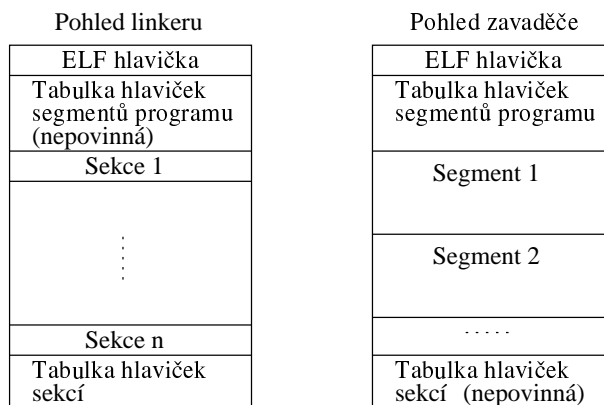 Pohled linkeru
ELF hlavička
Tabulka hlaviček
segmentů programu
(nepovinná)
Sekce 1
Sekce n
Tabulka hlaviček
sekcí
Pohled zavaděče
ELF hlavička
Tabulka hlaviček
segmentů programu
Segment 1
Segment 2
.....
Tabulka hlaviček
sekcí (nepovinná)